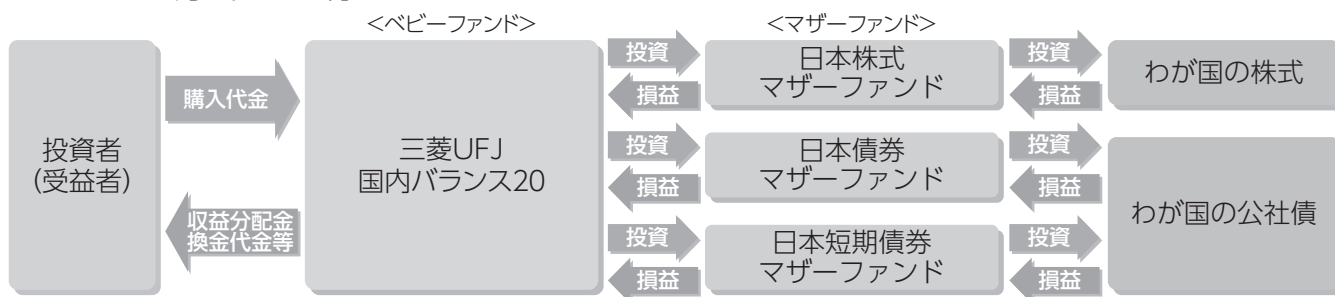 <ベビーファンド>
<マザーファンド>
投資者
(受益者)
購入代金
収益分配金
換金代金等
三菱UFJ
国内バランス20
投資
損益
日本株式
マザーファンド
投資
損益
わが国の株式
投資
損益
日本債券
マザーファンド
投資
損益
投資
損益
日本短期債券
マザーファンド
投資
損益
わが国の公社債